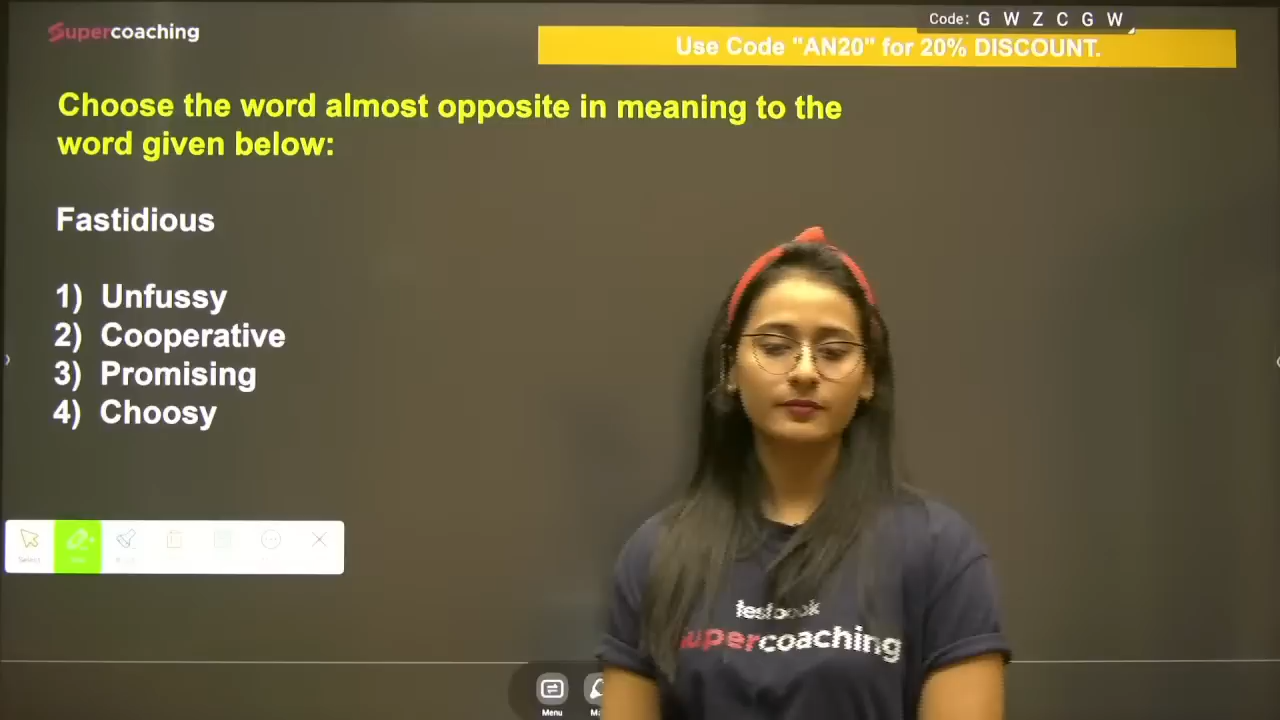 Supercoaching
Code: G W Z C G W
Use Code "AN20" for 20% DISCOUNT.
Choose the word almost opposite in meaning to the
word given below:
Fastidious
1) Unfussy
2) Cooperative
3) Promising
4) Choosy
Select
testbook
Supercoaching
Menu